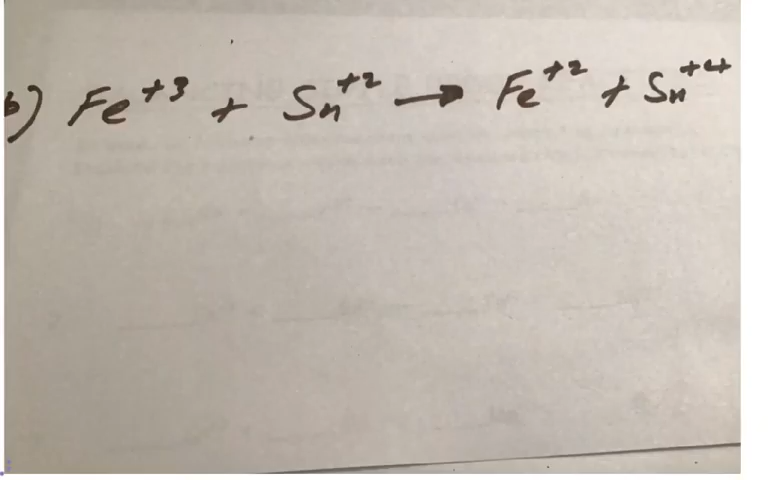 b) Fe⁺³ + Sn⁺² → Fe⁺² + Sn⁺⁴